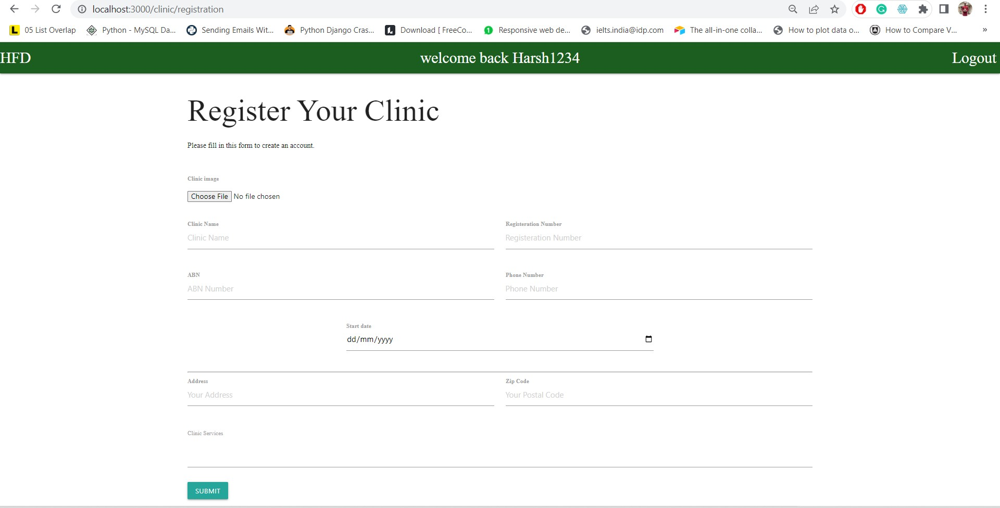 localhost:3000/clinic/registration
05 List Overlap Python - MySQL Da... Sending Emails Wit... Python Django Cras... Download [ FreeCo... Responsive web de... ielts.india@idp.com The all-in-one colla... How to plot data o... How to Compare V... »
HFD welcome back Harsh1234 Logout
Register Your Clinic
Please fill in this form to create an account.
Clinic image
Choose File No file chosen
Clinic Name Registeration Number
Clinic Name Registeration Number
ABN Phone Number
ABN Number Phone Number
Start date
dd/mm/yyyy
Address Zip Code
Your Address Your Postal Code
Clinic Services
SUBMIT